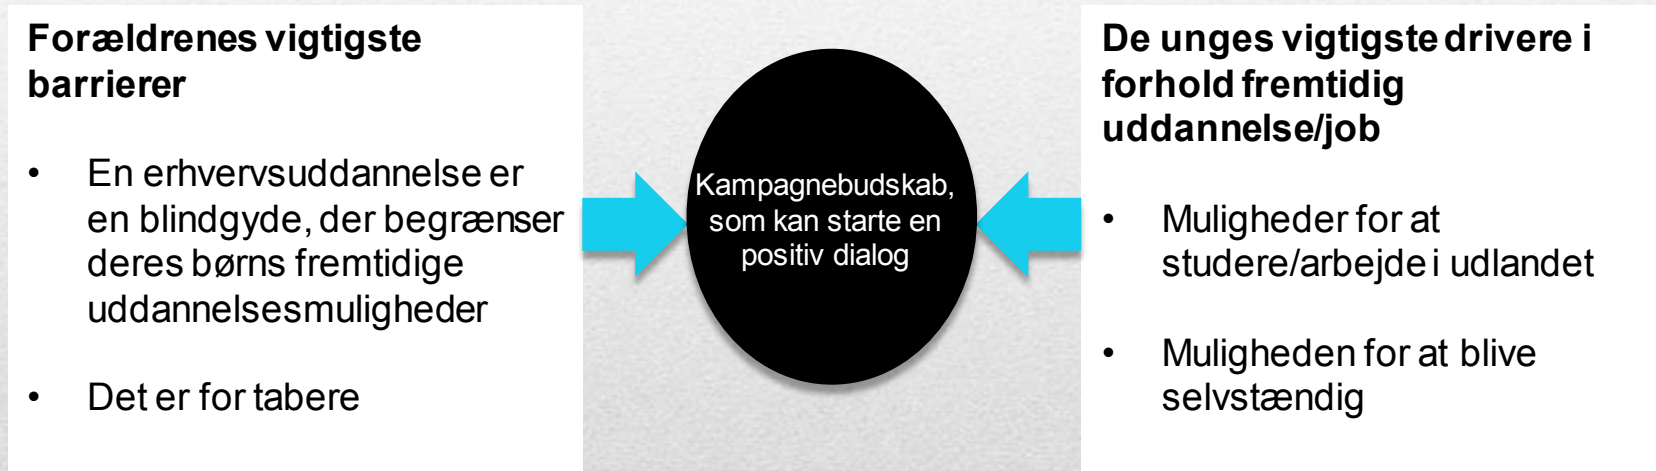 Forældrenes vigtigste
barrierer
• En erhvervsuddannelse er
en blindgyde, der begrænser
deres børns fremtidige
uddannelsesmuligheder
• Det er for tabere
Kampagnebudskab,
som kan starte en
positiv dialog
De unges vigtigste drivere i
forhold fremtidig
uddannelse/job
• Muligheder for at
studere/arbejde i udlandet
• Muligheden for at blive
selvstændig